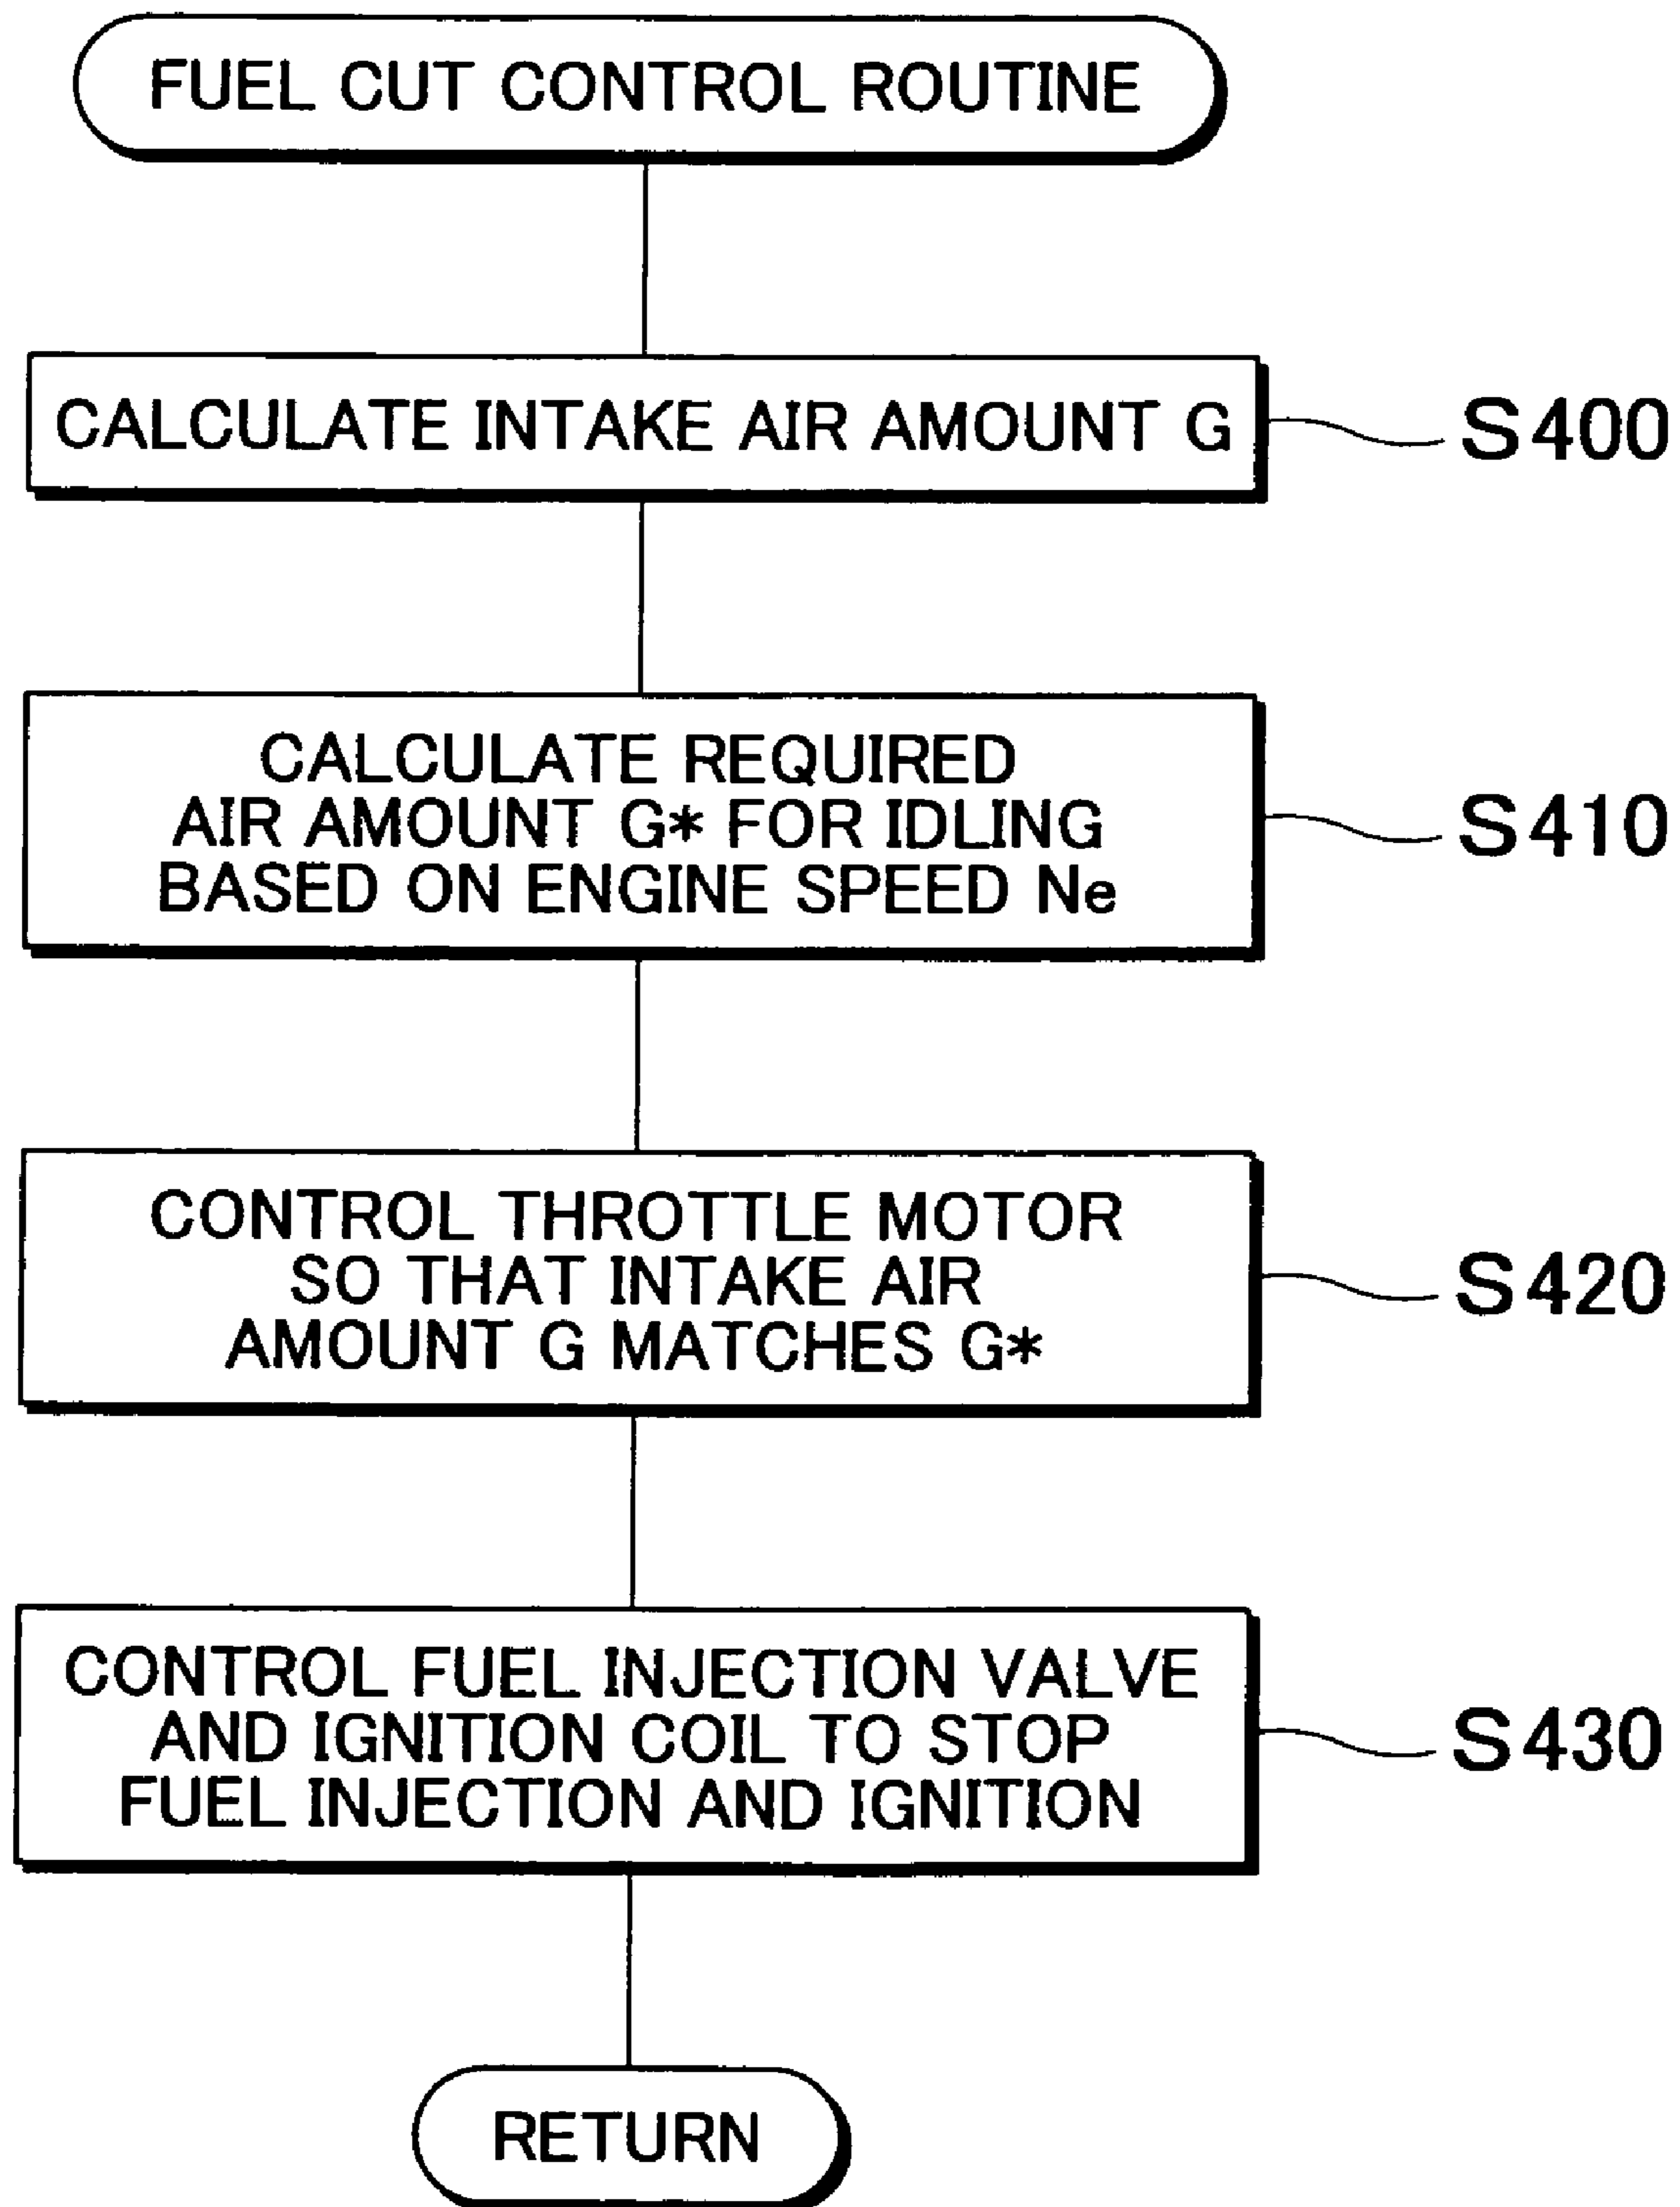 FUEL CUT CONTROL ROUTINE
CALCULATE INTAKE AIR AMOUNT G
S400
CALCULATE REQUIRED
AIR AMOUNT G* FOR IDLING
BASED ON ENGINE SPEED Ne
S410
CONTROL THROTTLE MOTOR
SO THAT INTAKE AIR
AMOUNT G MATCHES G*
S420
CONTROL FUEL INJECTION VALVE
AND IGNITION COIL TO STOP
FUEL INJECTION AND IGNITION
S430
RETURN